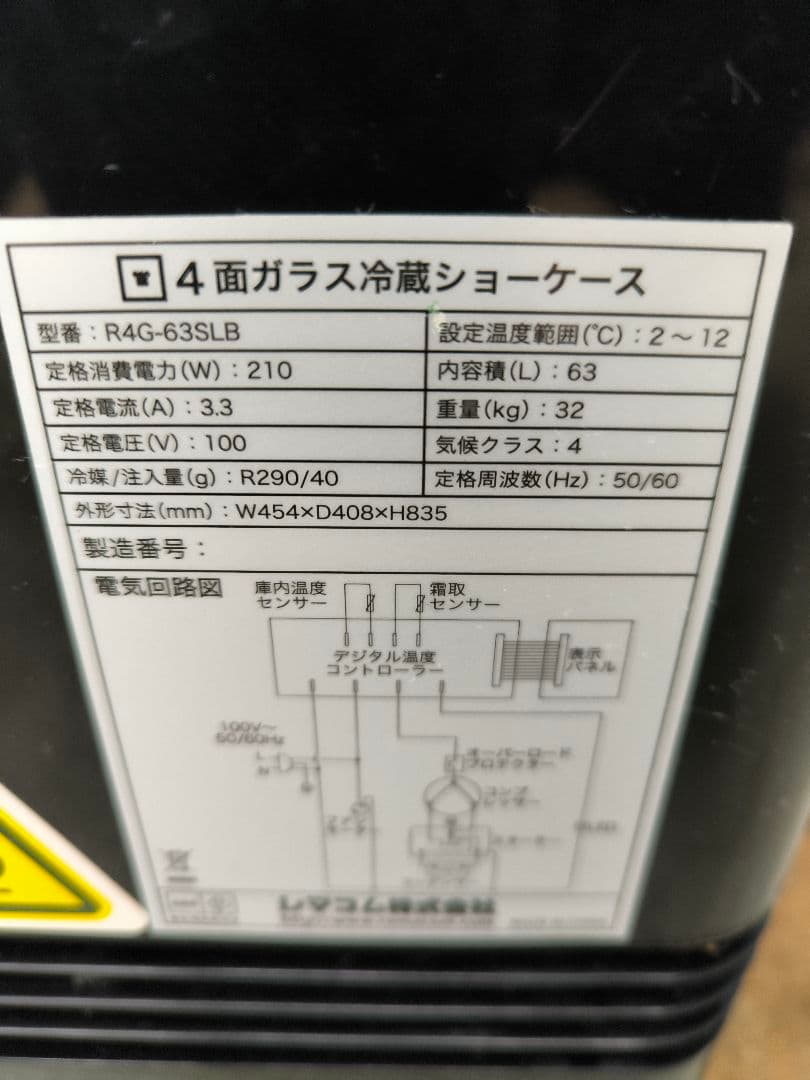 4面ガラス冷蔵ショーケース
型番：R4G-63SLB
設定温度範囲(℃)：2～12
定格消費電力(W)：210
内容積(L)：63
定格電流(A)：3.3
重量(kg)：32
定格電圧(V)：100
気候クラス：4
冷媒/注入量(g)：R290/40
定格周波数(Hz)：50/60
外形寸法(mm)：W454×D408×H835
製造番号：
電気回路図
庫内温度
センサー
霜取
センサー
デジタル温度
コントローラー
表示
パネル
100V～
50/60Hz
オーバーロード
プロテクター
コンプ
レッサー